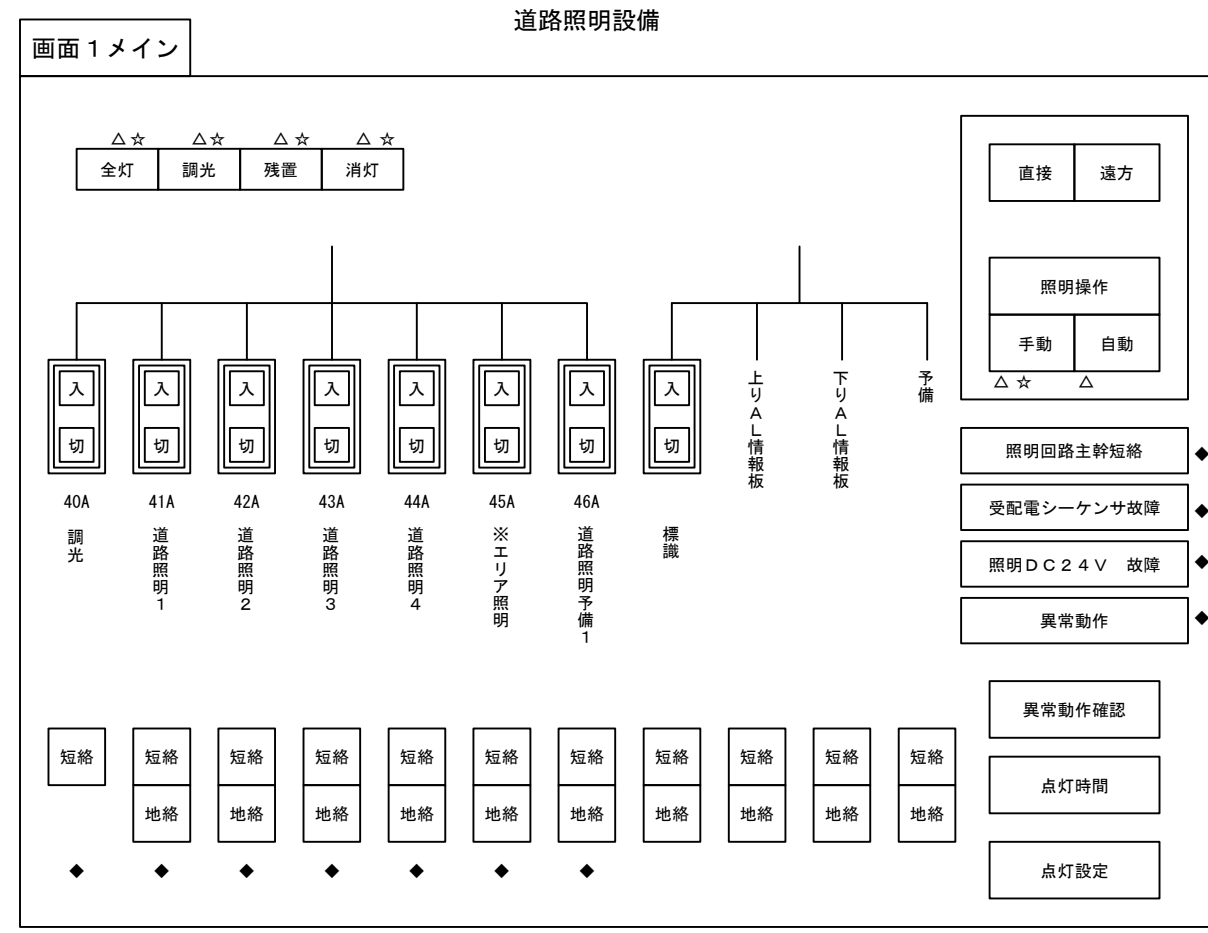 道路照明設備
画面１メイン
△ ☆ △ ☆ △ ☆ △ ☆
全灯 調光 残置 消灯
直接 遠方
照明操作
手動 自動
△ ☆ △
入 入 入 入 入 入 入 入
切 切 切 切 切 切 切 切
40A 41A 42A 43A 44A 45A 46A
調光
道路照明１
道路照明２
道路照明３
道路照明４
※エリア照明
道路照明予備１
標識
上りＡＬ情報板
下りＡＬ情報板
予備
照明回路主幹短絡 ◆
受配電シーケンサ故障 ◆
照明ＤＣ２４Ｖ　故障 ◆
異常動作 ◆
異常動作確認
点灯時間
点灯設定
短絡 短絡 短絡 短絡 短絡 短絡 短絡 短絡 短絡 短絡 短絡
地絡 地絡 地絡 地絡 地絡 地絡 地絡 地絡 地絡 地絡
◆ ◆ ◆ ◆ ◆ ◆ ◆